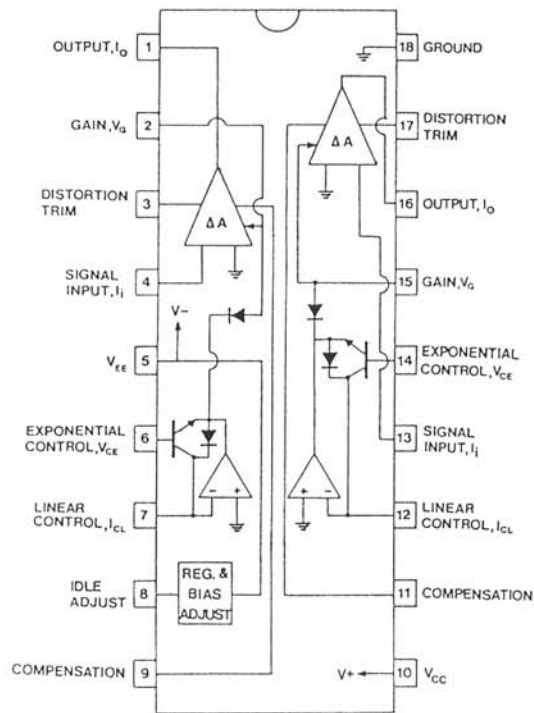 OUTPUT, IO
1
GAIN, VG
2
DISTORTION
TRIM
3
SIGNAL
INPUT, Ii
4
V-
VEE
5
EXPONENTIAL
CONTROL, VCE
6
LINEAR
CONTROL, ICL
7
IDLE
ADJUST
8
REG. &
BIAS
ADJUST
COMPENSATION
9
ΔA
- +
18
GROUND
17
DISTORTION
TRIM
ΔA
16
OUTPUT, IO
15
GAIN, VG
14
EXPONENTIAL
CONTROL, VCE
13
SIGNAL
INPUT, Ii
+ -
12
LINEAR
CONTROL, ICL
11
COMPENSATION
V+
10
VCC